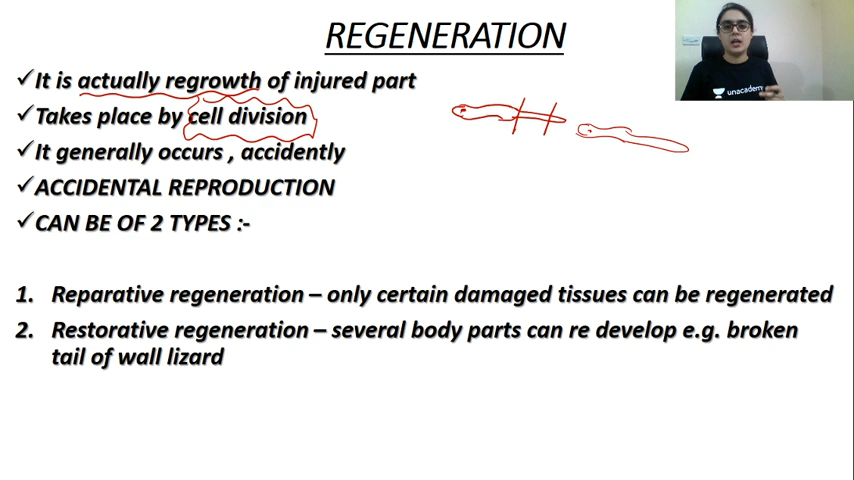 REGENERATION
✓It is actually regrowth of injured part
✓Takes place by cell division
✓It generally occurs , accidently
✓ACCIDENTAL REPRODUCTION
✓CAN BE OF 2 TYPES :-
1. Reparative regeneration – only certain damaged tissues can be regenerated
2. Restorative regeneration – several body parts can re develop e.g. broken
tail of wall lizard
unacademy